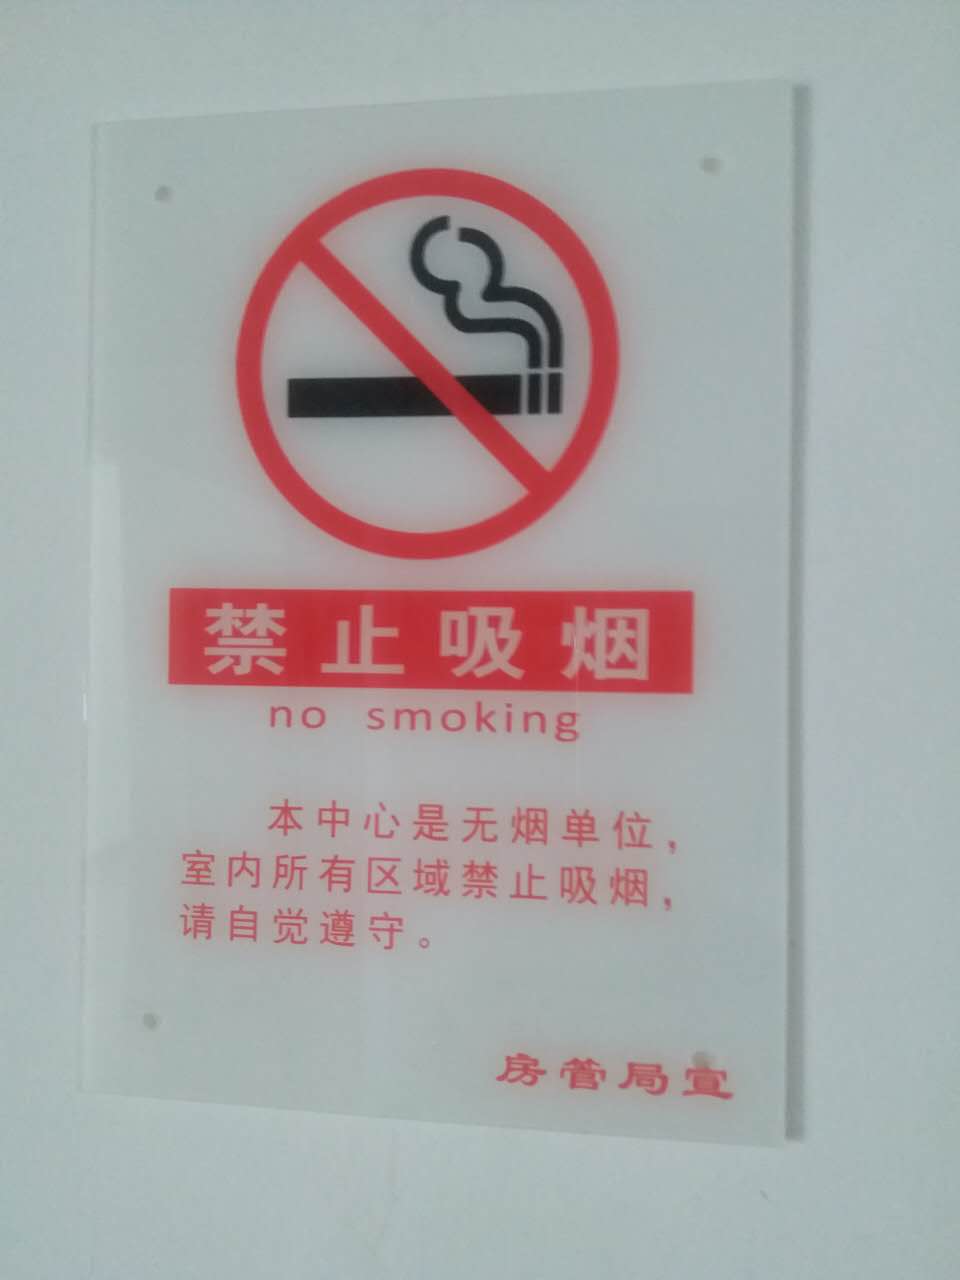 禁止吸烟
no smoking
本中心是无烟单位，
室内所有区域禁止吸烟，
请自觉遵守。
房管局宣